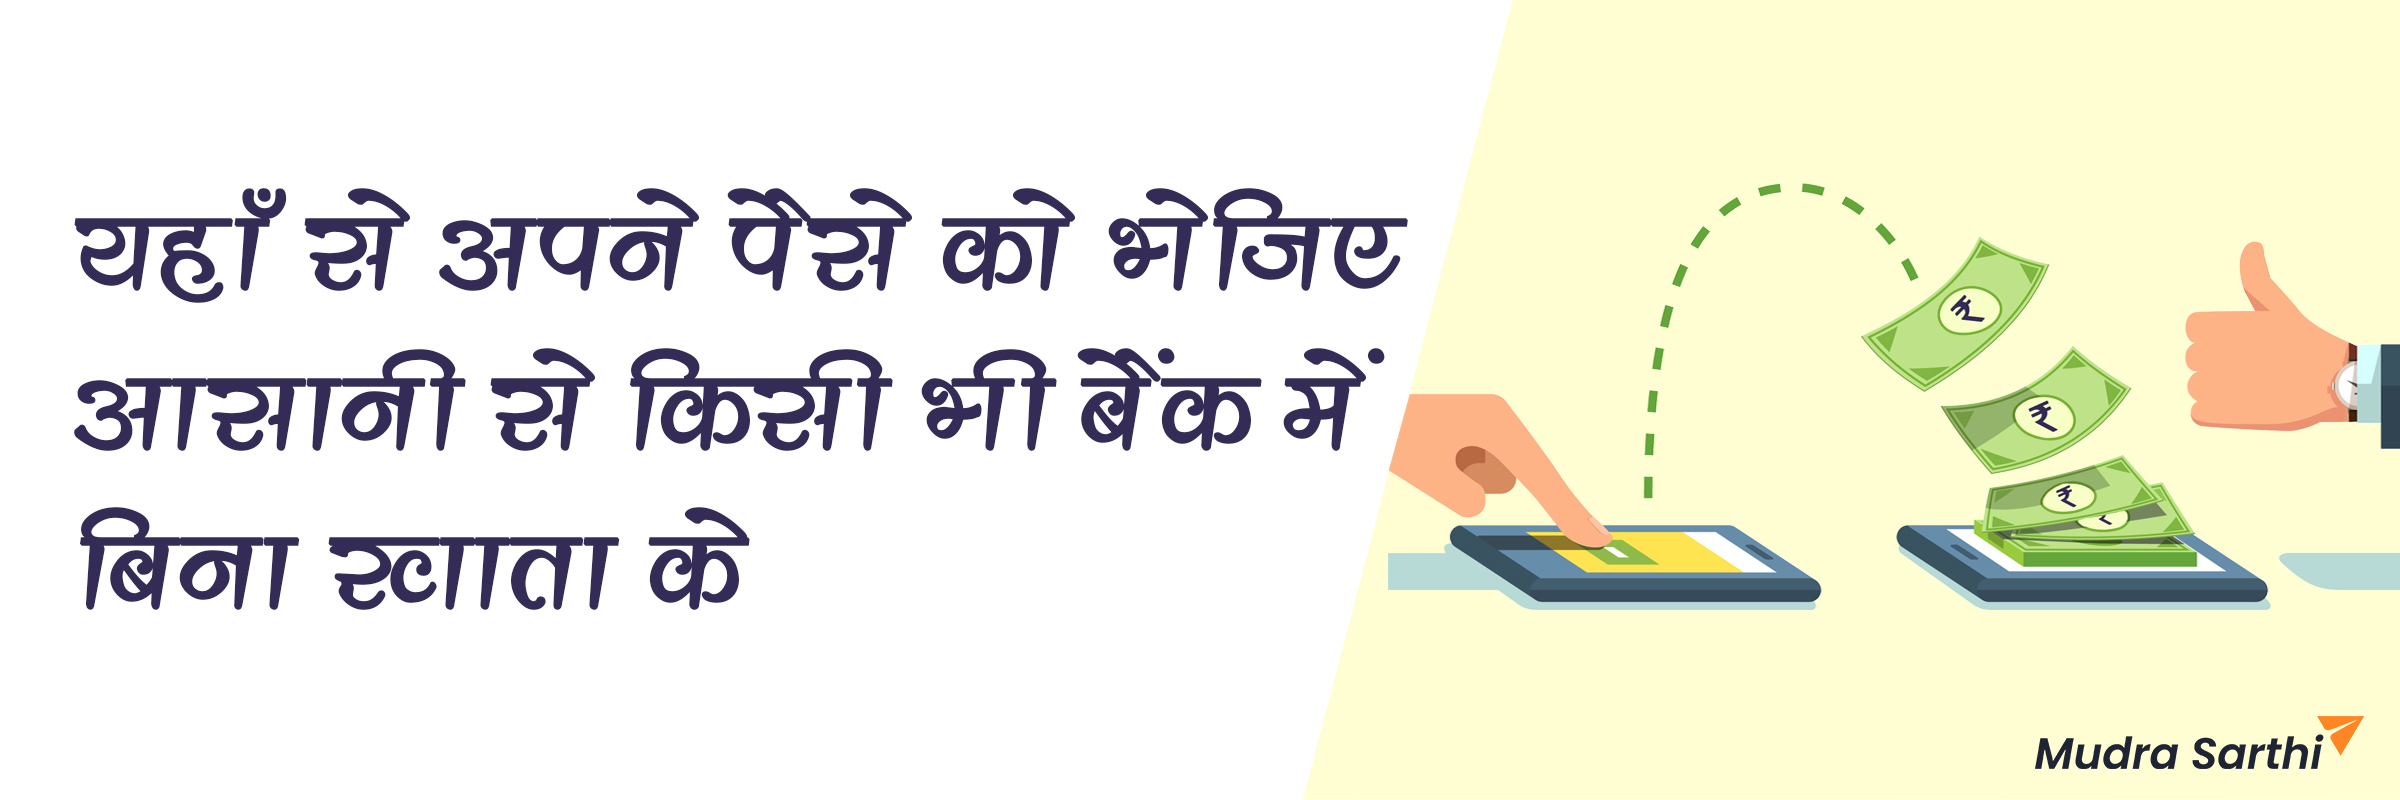 यहाँ से अपने पैसे को भेजिए
आसानी से किसी भी बैंक में
बिना खाता के
₹
₹
₹
Mudra Sarthi